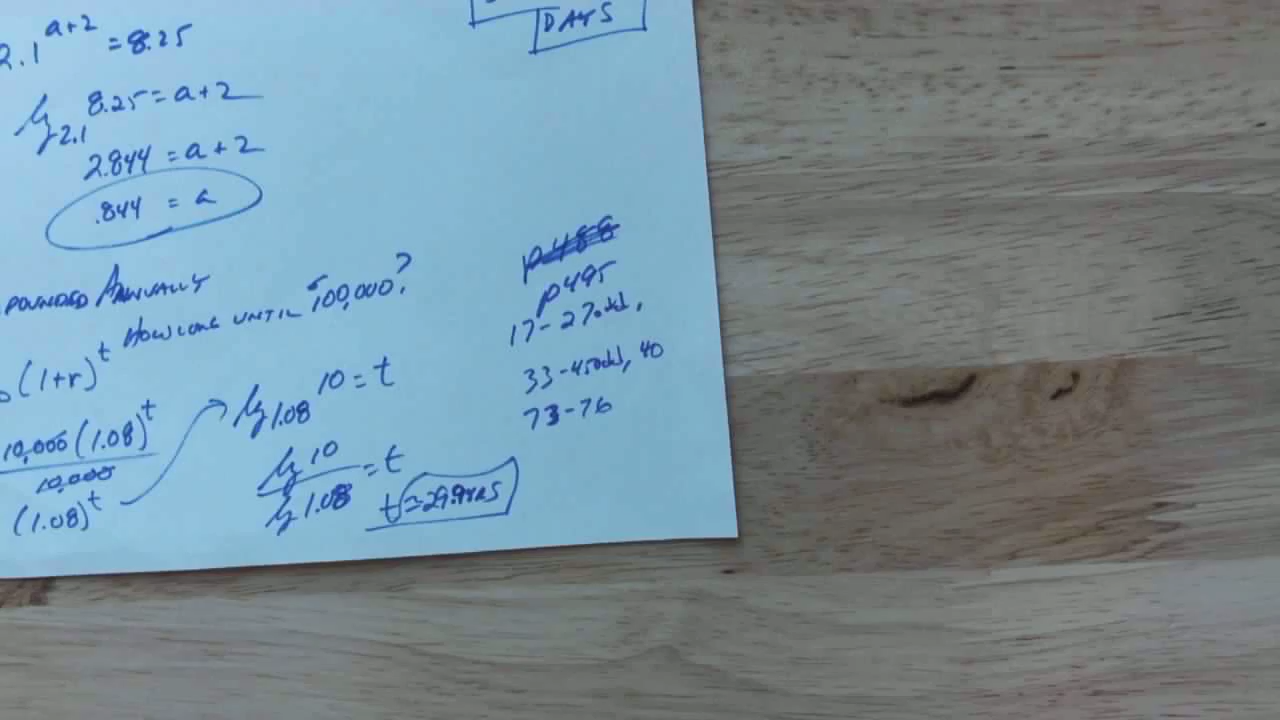 DAYS
2.1^a+2 = 8.25
log2.1 8.25 = a+2
2.844 = a+2
.844 = a
POUNDED ANNUALLY
HOW LONG UNTIL 100,000?
(1+r)^t
10,000(1.08)^t
10,000
(1.08)^t
log1.08 10 = t
log 10
log 1.08
= t
t = 29.9 YRS
p488
p495
17-27 odd,
33-45 odd, 40
73-76